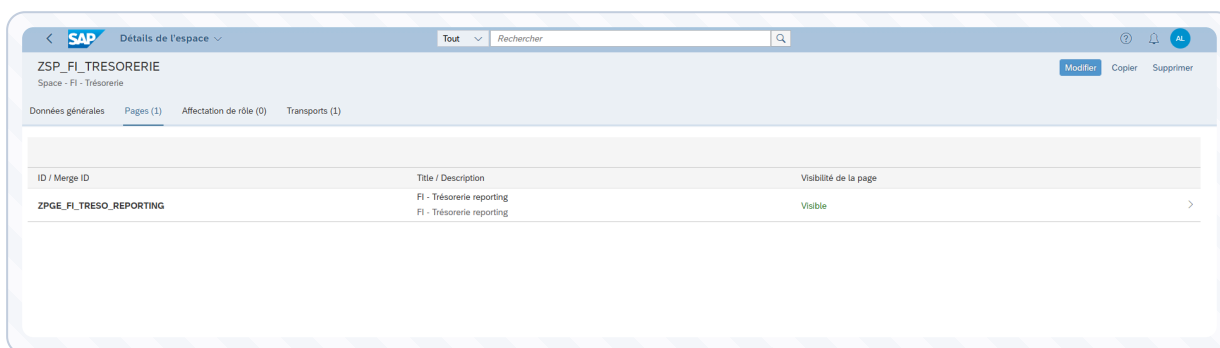 SAP Détails de l'espace Tout Rechercher AL
ZSP_FI_TRESORERIE Modifier Copier Supprimer
Space - FI - Trésorerie
Données générales Pages (1) Affectation de rôle (0) Transports (1)
ID / Merge ID Title / Description Visibilité de la page
ZPGE_FI_TRESO_REPORTING FI - Trésorerie reporting Visible
FI - Trésorerie reporting